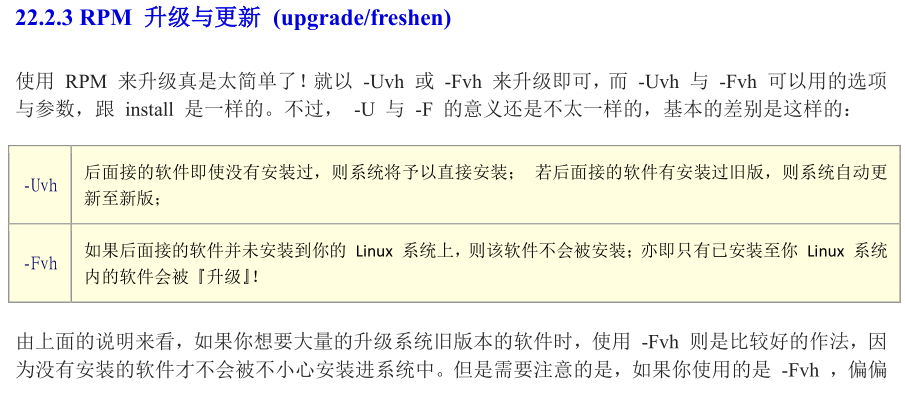 22.2.3 RPM 升级与更新 (upgrade/freshen)
使用 RPM 来升级真是太简单了！就以 -Uvh 或 -Fvh 来升级即可，而 -Uvh 与 -Fvh 可以用的选项
与参数，跟 install 是一样的。不过， -U 与 -F 的意义还是不太一样的，基本的差别是这样的：
-Uvh
后面接的软件即使没有安装过，则系统将予以直接安装； 若后面接的软件有安装过旧版，则系统自动更
新至新版；
-Fvh
如果后面接的软件并未安装到你的 Linux 系统上，则该软件不会被安装；亦即只有已安装至你 Linux 系统
内的软件会被『升级』！
由上面的说明来看，如果你想要大量的升级系统旧版本的软件时，使用 -Fvh 则是比较好的作法，因
为没有安装的软件才不会被不小心安装进系统中。但是需要注意的是，如果你使用的是 -Fvh ，偏偏